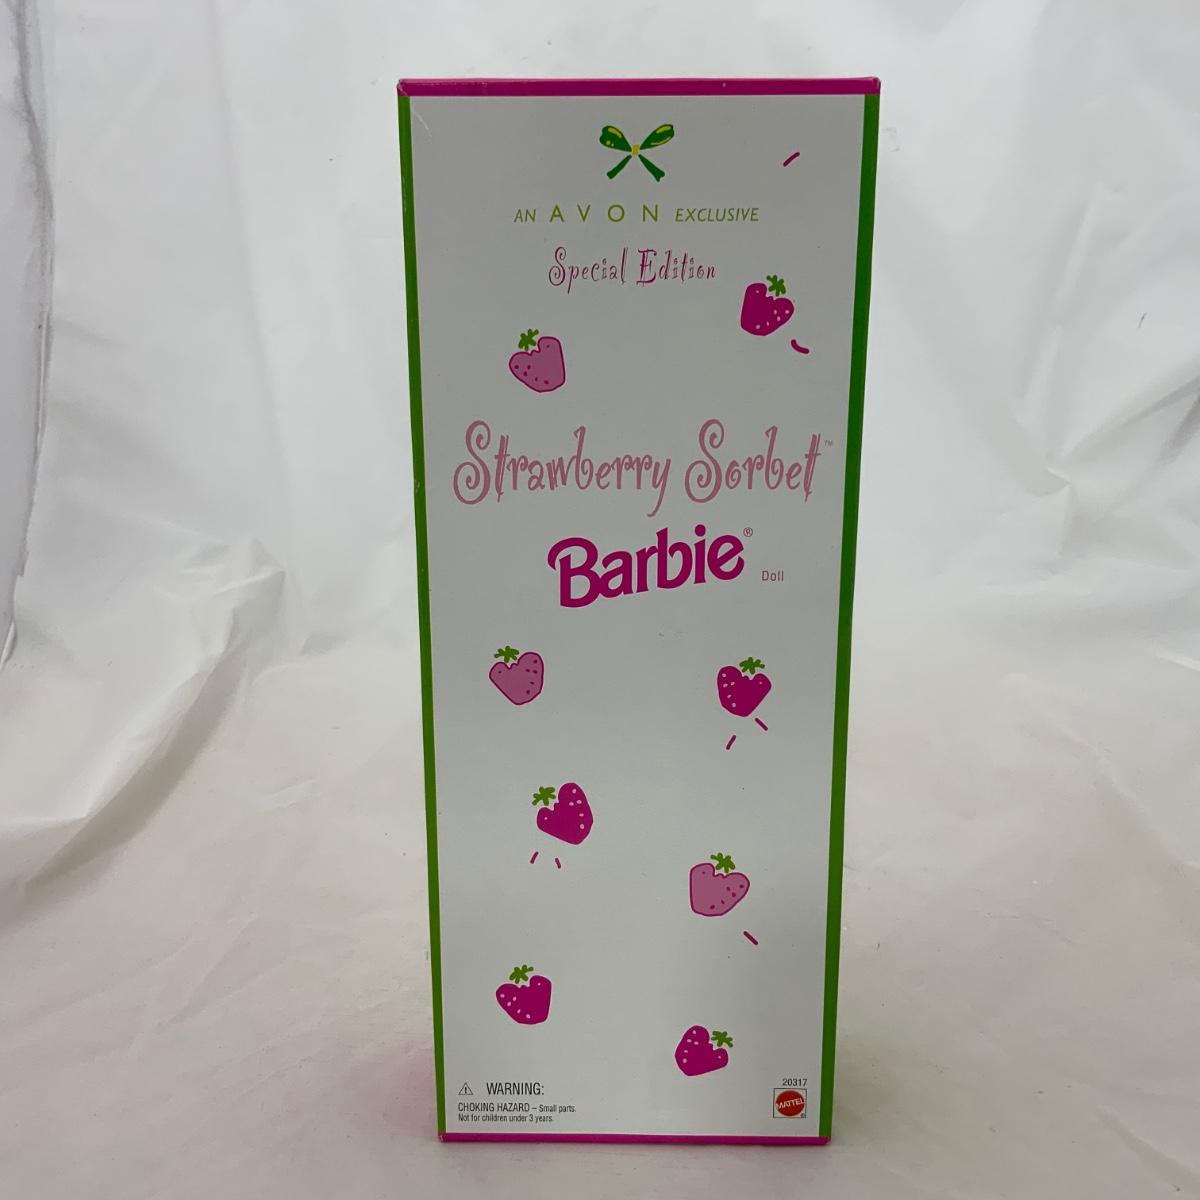 AN AVON EXCLUSIVE
Special Edition
Strawberry Sorbet™
Barbie® Doll
⚠ WARNING:
CHOKING HAZARD – Small parts.
Not for children under 3 years.
20317
MATTEL ®